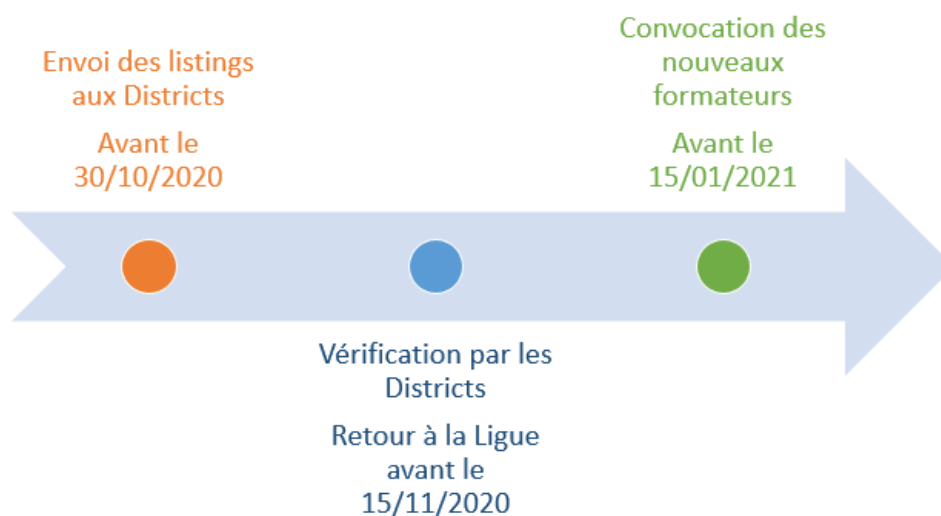 Envoi des listings
aux Districts
Avant le
30/10/2020
Vérification par les
Districts
Retour à la Ligue
avant le
15/11/2020
Convocation des
nouveaux
formateurs
Avant le
15/01/2021